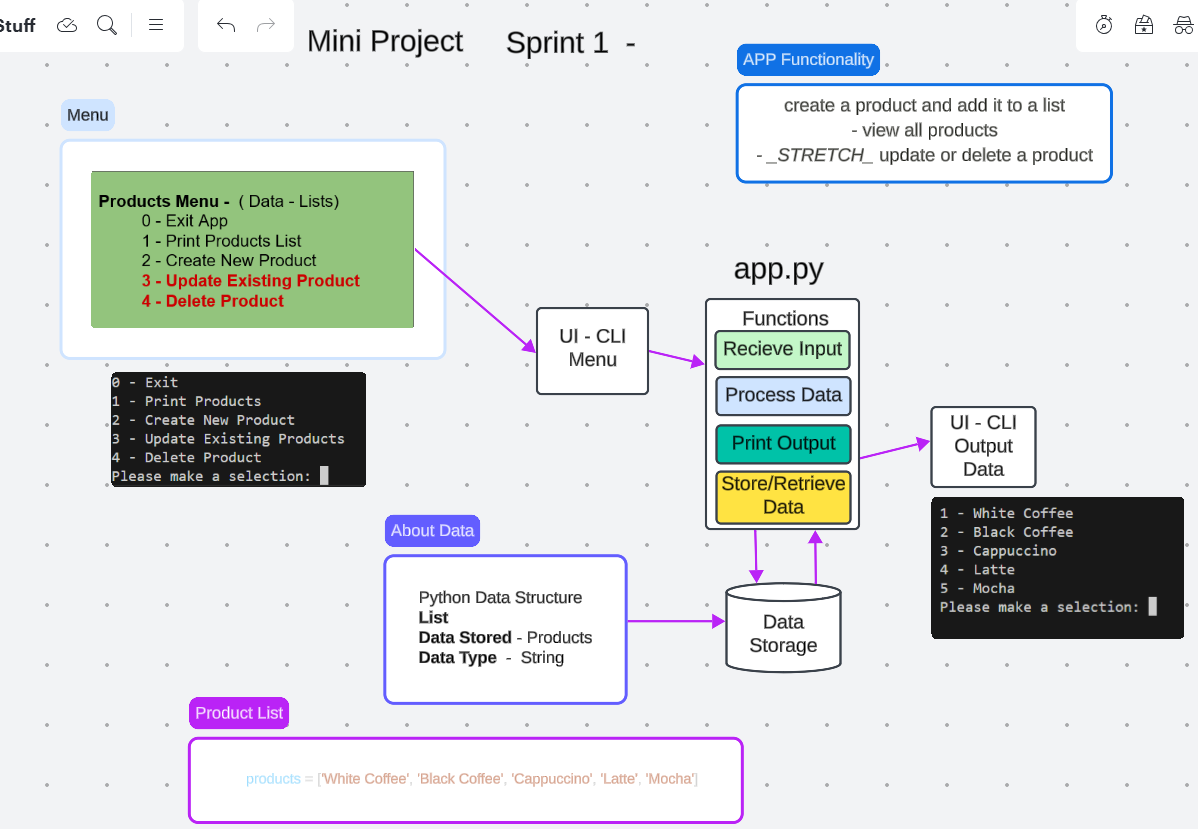 Stuff
Mini Project Sprint 1 -
APP Functionality
create a product and add it to a list
- view all products
- _STRETCH_ update or delete a product
Menu
Products Menu - ( Data - Lists)
0 - Exit App
1 - Print Products List
2 - Create New Product
3 - Update Existing Product
4 - Delete Product
0 - Exit
1 - Print Products
2 - Create New Product
3 - Update Existing Products
4 - Delete Product
Please make a selection:
UI - CLI
Menu
app.py
Functions
Recieve Input
Process Data
Print Output
Store/Retrieve
Data
UI - CLI
Output
Data
1 - White Coffee
2 - Black Coffee
3 - Cappuccino
4 - Latte
5 - Mocha
Please make a selection:
About Data
Python Data Structure
List
Data Stored - Products
Data Type - String
Data
Storage
Product List
products = ['White Coffee', 'Black Coffee', 'Cappuccino', 'Latte', 'Mocha']